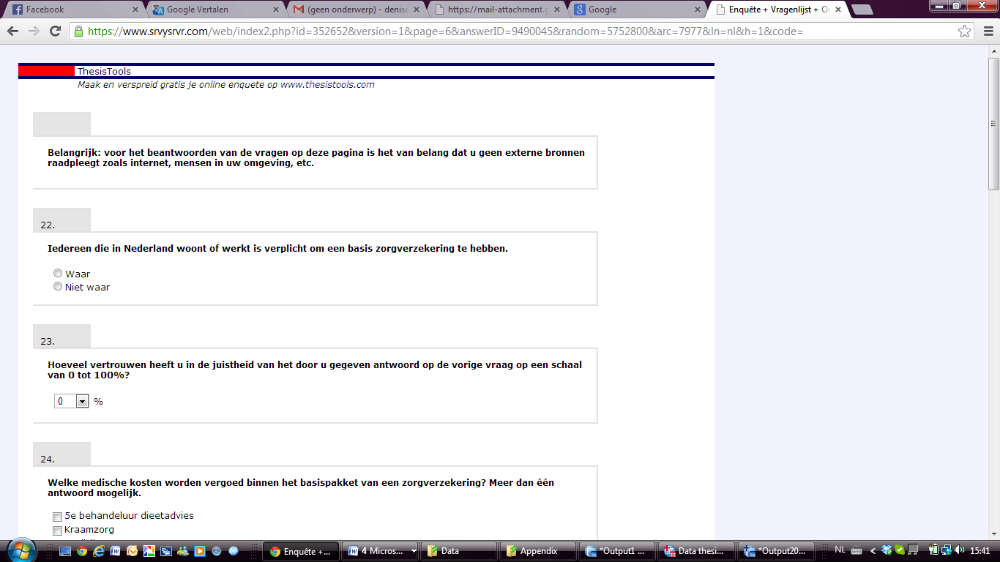 Facebook
Google Vertalen
(geen onderwerp) - denise
https://mail-attachment.g
Google
Enquête + Vragenlijst + O
https://www.srvysrvr.com/web/index2.php?id=352652&version=1&page=6&answerID=9490045&random=5752800&arc=7977&ln=nl&h=1&code=
ThesisTools
Maak en verspreid gratis je online enquete op www.thesistools.com
Belangrijk: voor het beantwoorden van de vragen op deze pagina is het van belang dat u geen externe bronnen
raadpleegt zoals internet, mensen in uw omgeving, etc.
22.
Iedereen die in Nederland woont of werkt is verplicht om een basis zorgverzekering te hebben.
Waar
Niet waar
23.
Hoeveel vertrouwen heeft u in de juistheid van het door u gegeven antwoord op de vorige vraag op een schaal
van 0 tot 100%?
0 %
24.
Welke medische kosten worden vergoed binnen het basispakket van een zorgverzekering? Meer dan één
antwoord mogelijk.
5e behandeluur dieetadvies
Kraamzorg
Enquête +...
4 Micros...
Data
Appendix
*Output1 ...
Data thesi...
*Output20...
NL
15:41